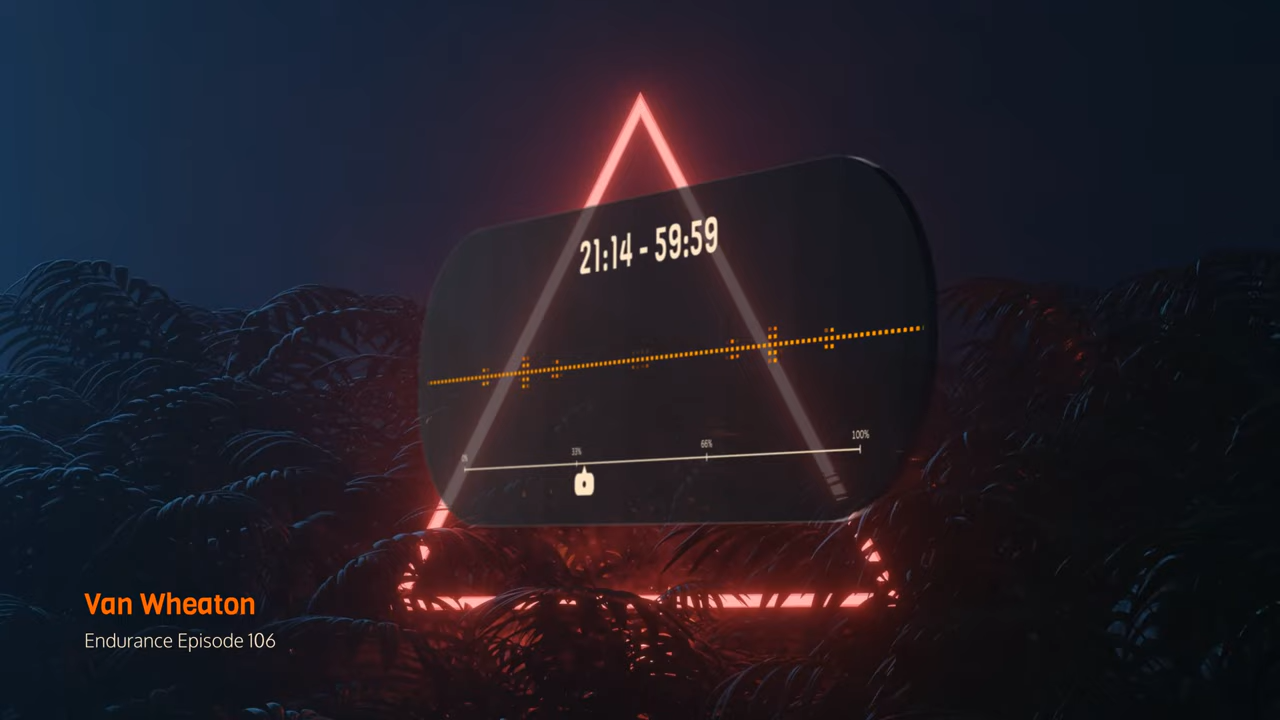 21:14 - 59:59
0%
33%
66%
100%
Van Wheaton
Endurance Episode 106